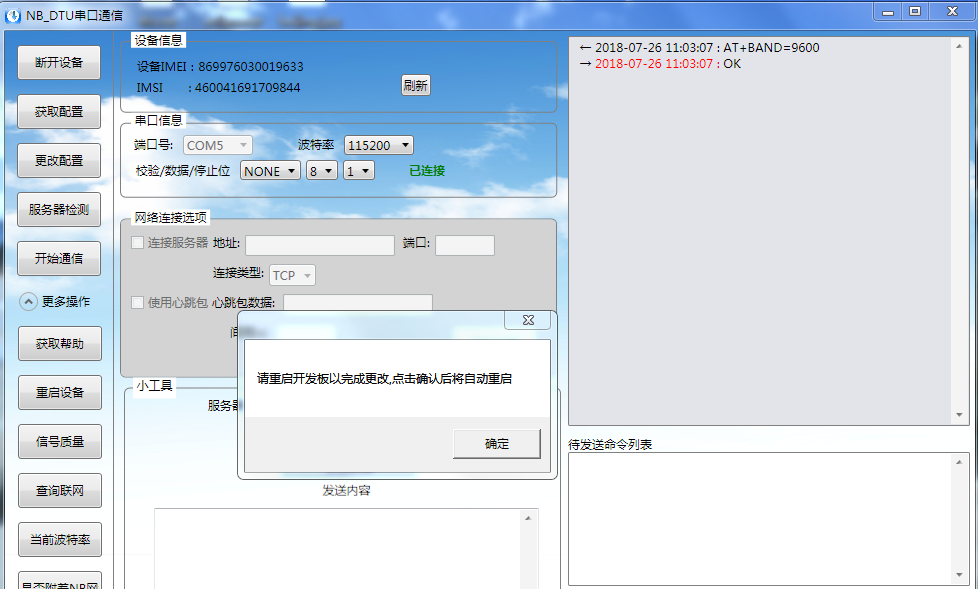 NB_DTU串口通信
断开设备
获取配置
更改配置
服务器检测
开始通信
更多操作
获取帮助
重启设备
信号质量
查询联网
当前波特率
是否附着NB网
设备信息
设备IMEI : 869976030019633
IMSI : 460041691709844
刷新
串口信息
端口号: COM5 波特率 115200
校验/数据/停止位 NONE 8 1 已连接
网络连接选项
连接服务器 地址: 端口:
连接类型: TCP
使用心跳包 心跳包数据:
请重启开发板以完成更改,点击确认后将自动重启
确定
小工具
服务器
发送内容
← 2018-07-26 11:03:07 : AT+BAND=9600
→ 2018-07-26 11:03:07 : OK
待发送命令列表